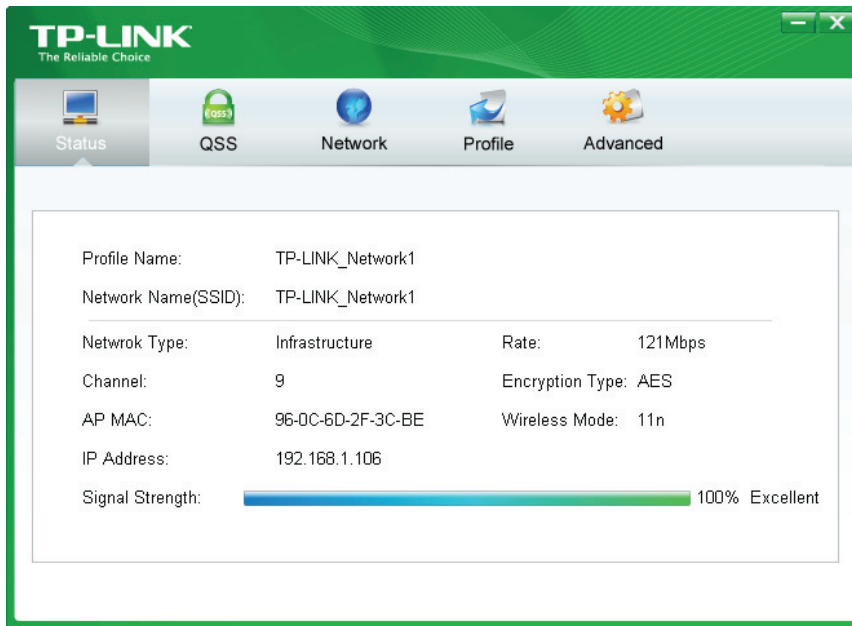 TP-LINK
The Reliable Choice
Status QSS Network Profile Advanced
Profile Name: TP-LINK_Network1
Network Name(SSID): TP-LINK_Network1
Netwrok Type: Infrastructure Rate: 121Mbps
Channel: 9 Encryption Type: AES
AP MAC: 96-0C-6D-2F-3C-BE Wireless Mode: 11n
IP Address: 192.168.1.106
Signal Strength: 100% Excellent